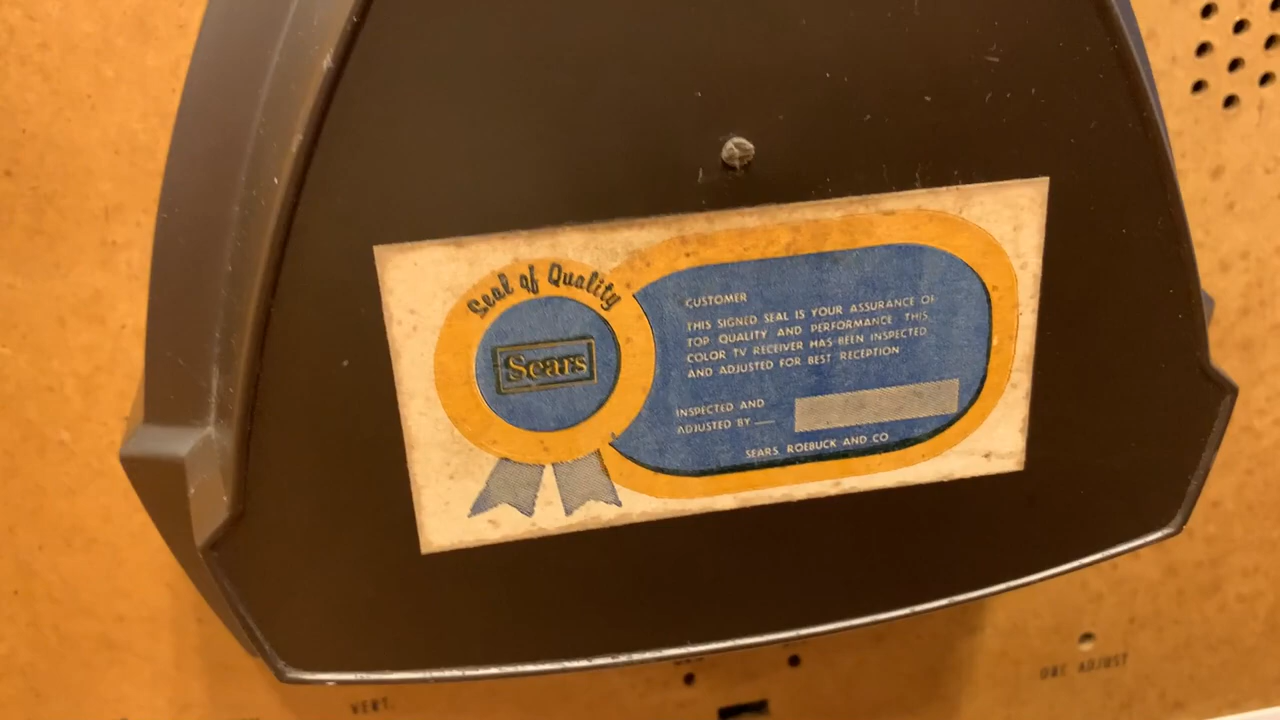 Seal of Quality
Sears
CUSTOMER
THIS SIGNED SEAL IS YOUR ASSURANCE OF
TOP QUALITY AND PERFORMANCE THIS
COLOR TV RECEIVER HAS BEEN INSPECTED
AND ADJUSTED FOR BEST RECEPTION
INSPECTED AND
ADJUSTED BY —
SEARS ROEBUCK AND CO
VERT.
ADJUST